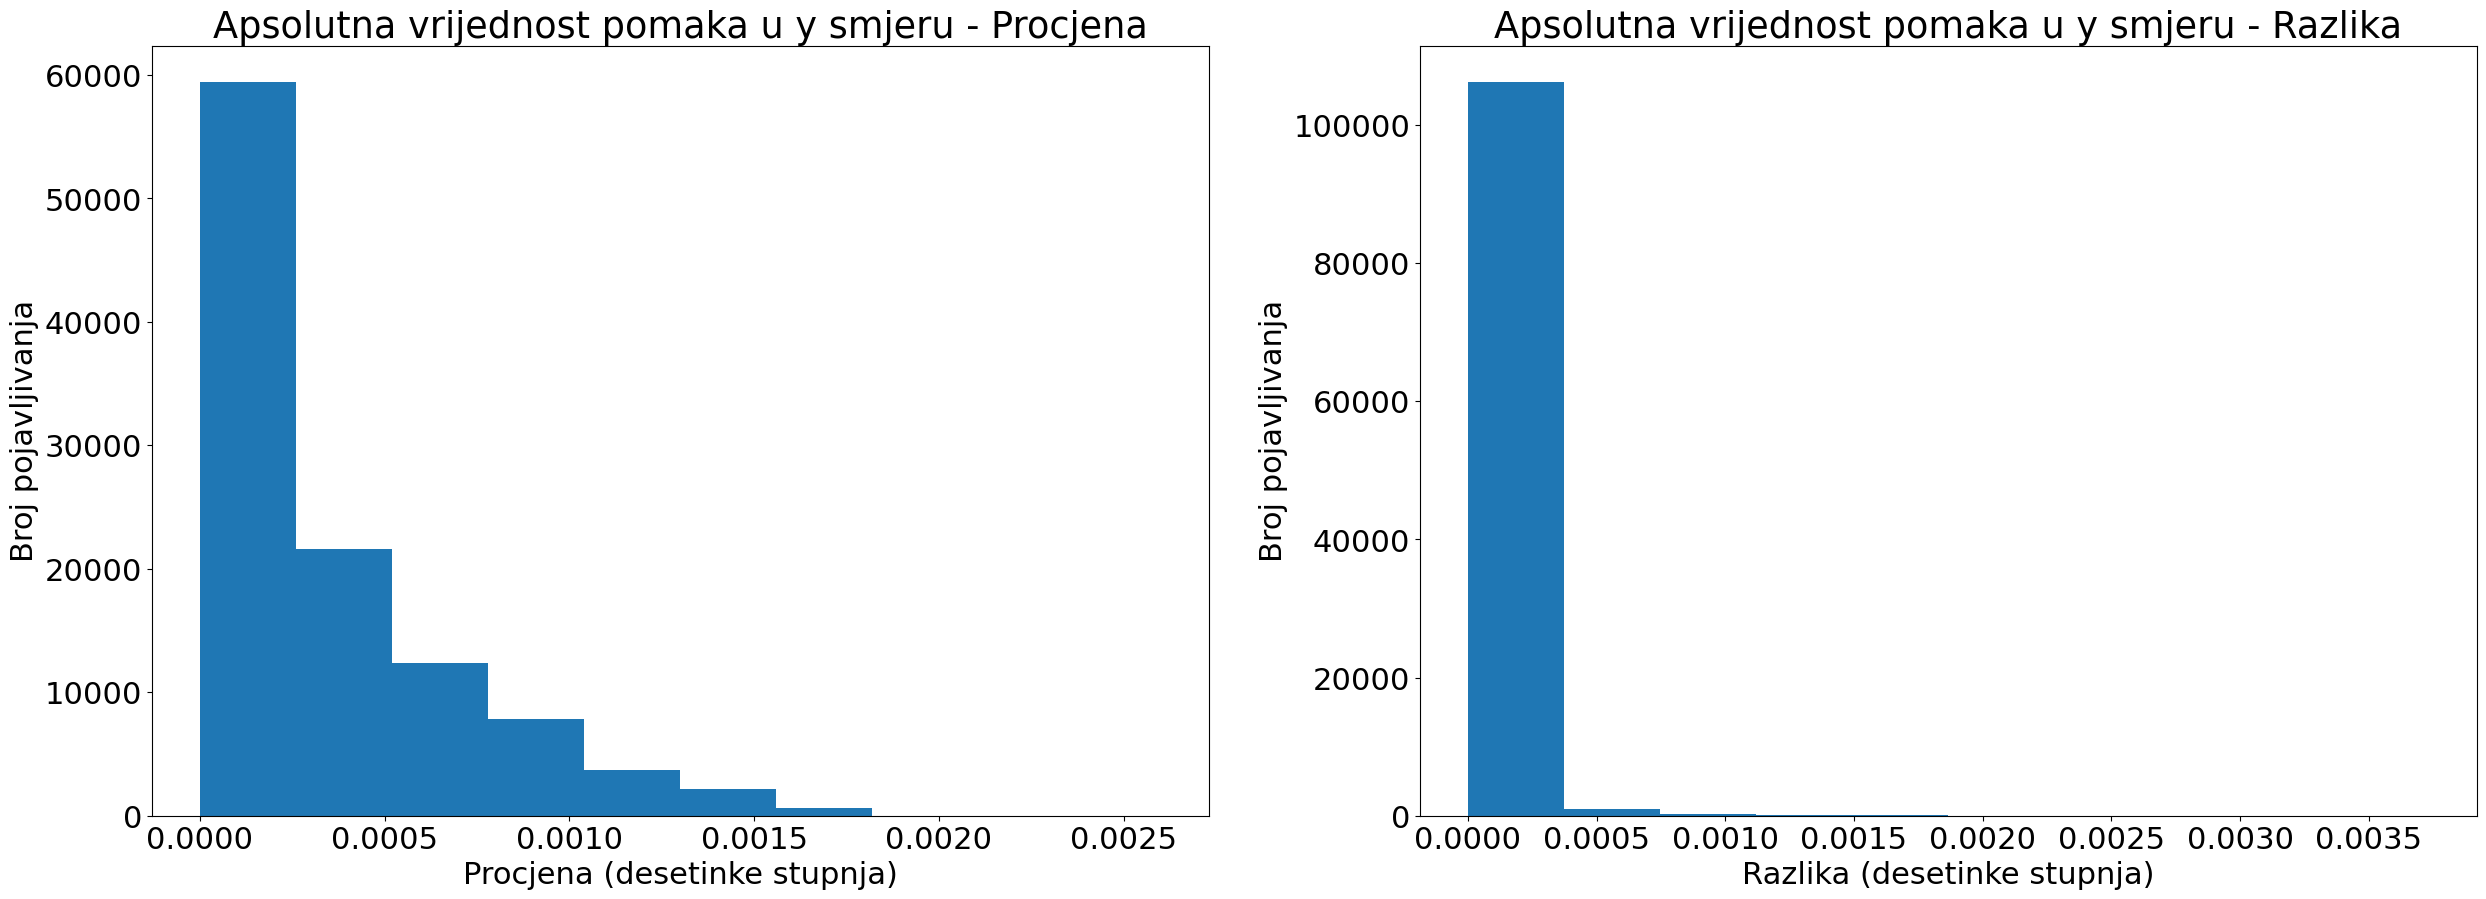 Apsolutna vrijednost pomaka u y smjeru - Procjena
60000
50000
40000
30000
20000
10000
0
Broj pojavljivanja
0.0000 0.0005 0.0010 0.0015 0.0020 0.0025
Procjena (desetinke stupnja)
Apsolutna vrijednost pomaka u y smjeru - Razlika
100000
80000
60000
40000
20000
0
Broj pojavljivanja
0.0000 0.0005 0.0010 0.0015 0.0020 0.0025 0.0030 0.0035
Razlika (desetinke stupnja)